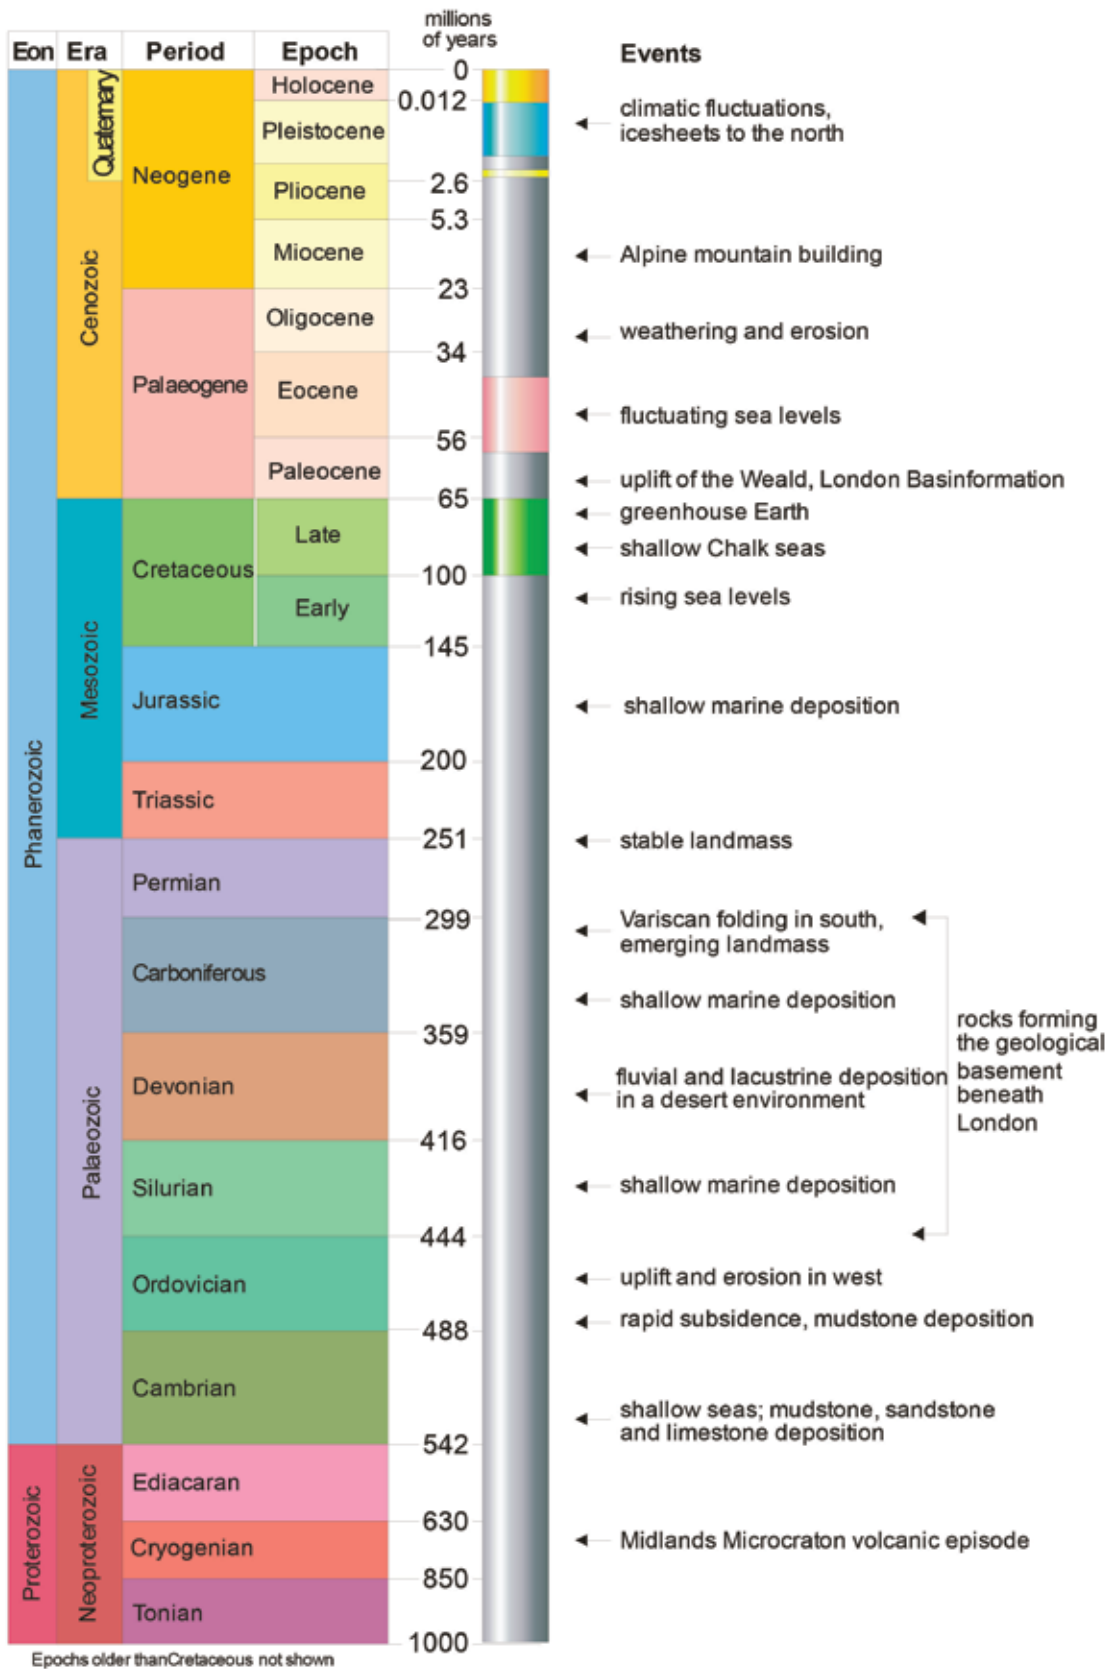 millions
of years
Eon Era Period Epoch
Events
Phanerozoic
Proterozoic
Cenozoic
Quaternary
Mesozoic
Palaeozoic
Neoproterozoic
Neogene
Palaeogene
Cretaceous
Jurassic
Triassic
Permian
Carboniferous
Devonian
Silurian
Ordovician
Cambrian
Ediacaran
Cryogenian
Tonian
Holocene
Pleistocene
Pliocene
Miocene
Oligocene
Eocene
Paleocene
Late
Early
0
0.012
2.6
5.3
23
34
56
65
100
145
200
251
299
359
416
444
488
542
630
850
1000
climatic fluctuations,
icesheets to the north
Alpine mountain building
weathering and erosion
fluctuating sea levels
uplift of the Weald, London Basinformation
greenhouse Earth
shallow Chalk seas
rising sea levels
shallow marine deposition
stable landmass
Variscan folding in south,
emerging landmass
shallow marine deposition
fluvial and lacustrine deposition
in a desert environment
shallow marine deposition
rocks forming
the geological
basement
beneath
London
uplift and erosion in west
rapid subsidence, mudstone deposition
shallow seas; mudstone, sandstone
and limestone deposition
Midlands Microcraton volcanic episode
Epochs older thanCretaceous not shown